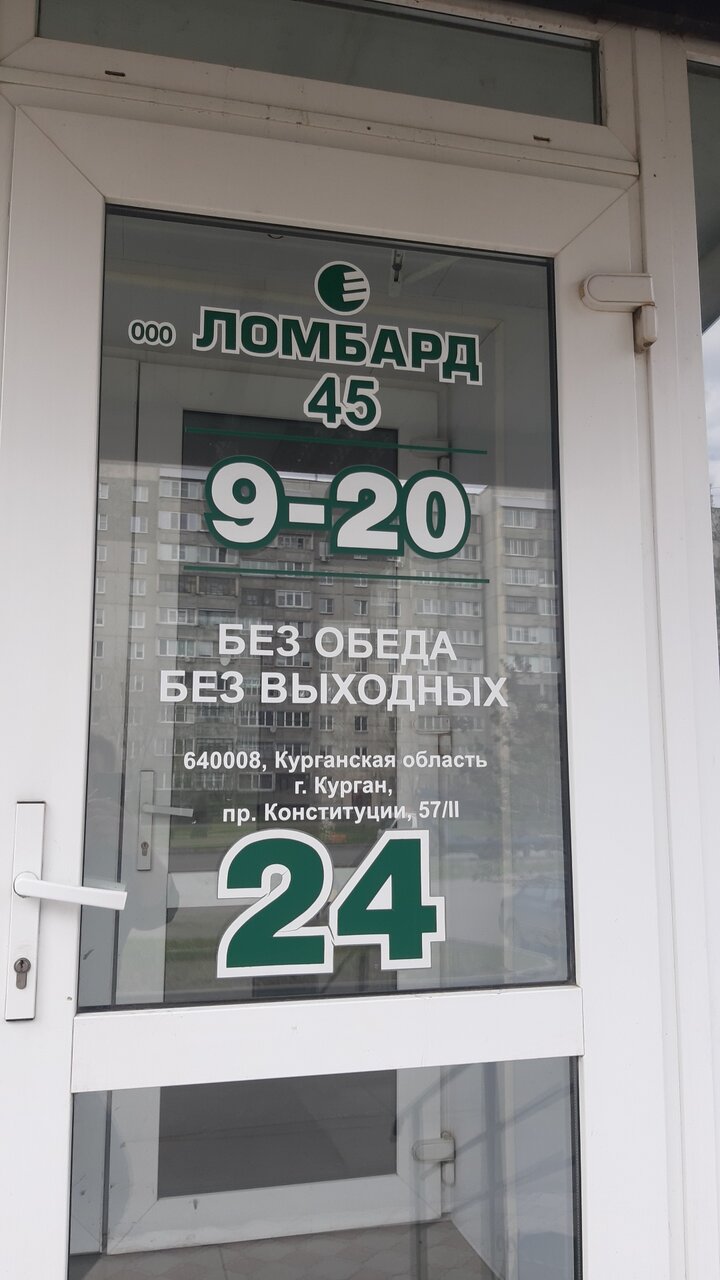 ООО ЛОМБАРД
45
9-20
БЕЗ ОБЕДА
БЕЗ ВЫХОДНЫХ
640008, Курганская область
г. Курган,
пр. Конституции, 57/II
24